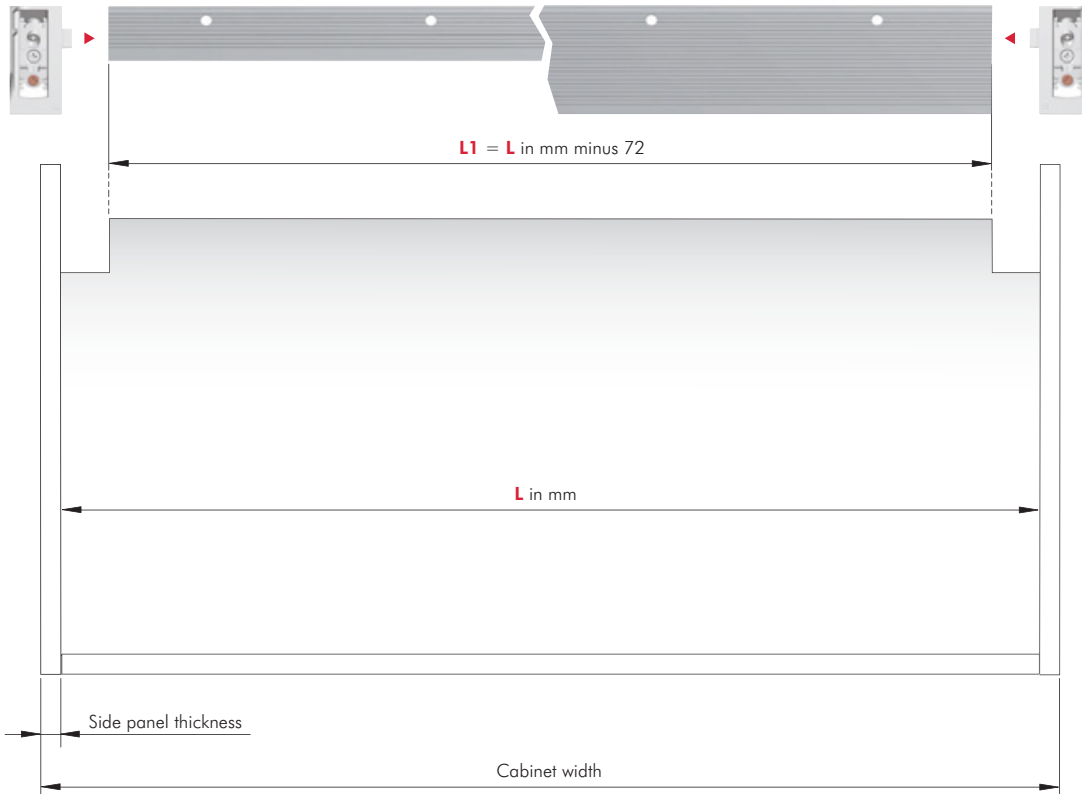 L1 = L in mm minus 72
L in mm
Side panel thickness
Cabinet width